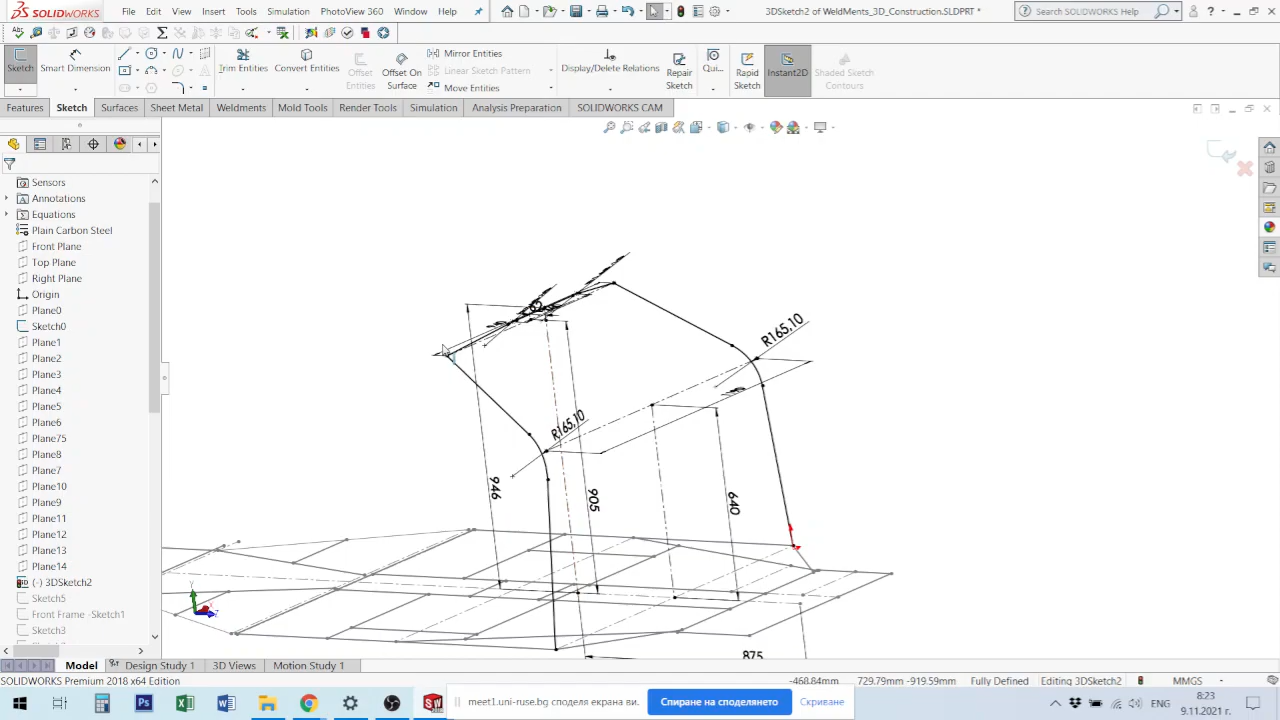 SOLIDWORKS
File Edit View Insert Tools Simulation PhotoView 360 Window Help
3DSketch2 of WeldMents_3D_Construction.SLDPRT *
Search SOLIDWORKS Help
Sketch
Smart Dimension
Trim Entities
Convert Entities
Offset Entities
Offset On Surface
Mirror Entities
Linear Sketch Pattern
Move Entities
Display/Delete Relations
Repair Sketch
Qui...
Rapid Sketch
Instant2D
Shaded Sketch Contours
Features Sketch Surfaces Sheet Metal Weldments Mold Tools Render Tools Simulation Analysis Preparation SOLIDWORKS CAM
Sensors
Annotations
Equations
Plain Carbon Steel
Front Plane
Top Plane
Right Plane
Origin
Plane0
Sketch0
Plane1
Plane2
Plane3
Plane4
Plane5
Plane6
Plane75
Plane8
Plane7
Plane10
Plane9
Plane11
Plane12
Plane13
Plane14
(-) 3DSketch2
Sketch5
Front Frame -Sketch1
Sketch3
R165,10
R165,10
946
905
640
875
Model Design Study 1 3D Views Motion Study 1
SOLIDWORKS Premium 2018 x64 Edition
-468.84mm 729.79mm -919.59mm Fully Defined Editing 3DSketch2 MMGS
meet1.uni-ruse.bg споделя екрана ви.
Спиране на споделянето
Скриване
ENG
8:23
9.11.2021 г.